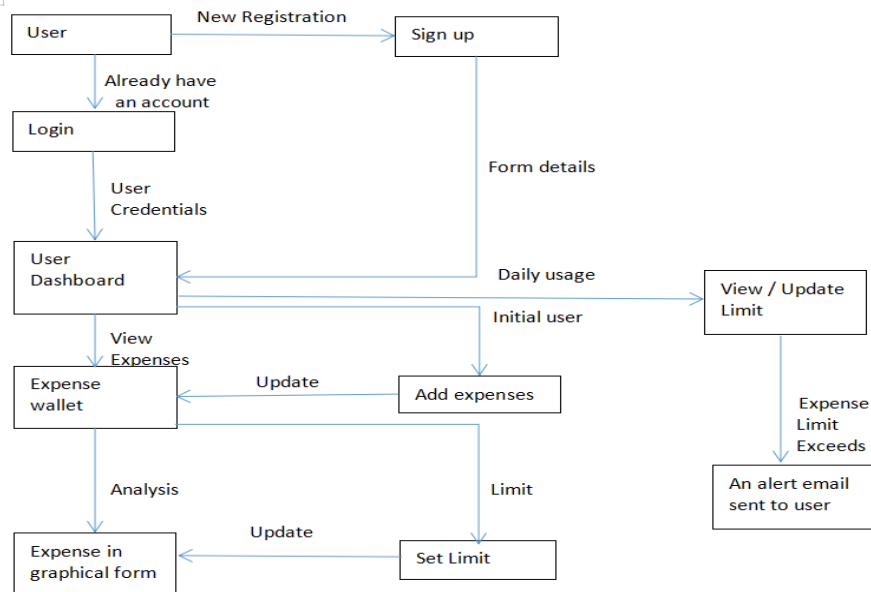 New Registration
User
Sign up
Already have
an account
Login
Form details
User
Credentials
User
Dashboard
Daily usage
View / Update
Limit
Initial user
View
Expenses
Expense
wallet
Update
Add expenses
Expense
Limit
Exceeds
An alert email
sent to user
Analysis
Limit
Update
Expense in
graphical form
Set Limit